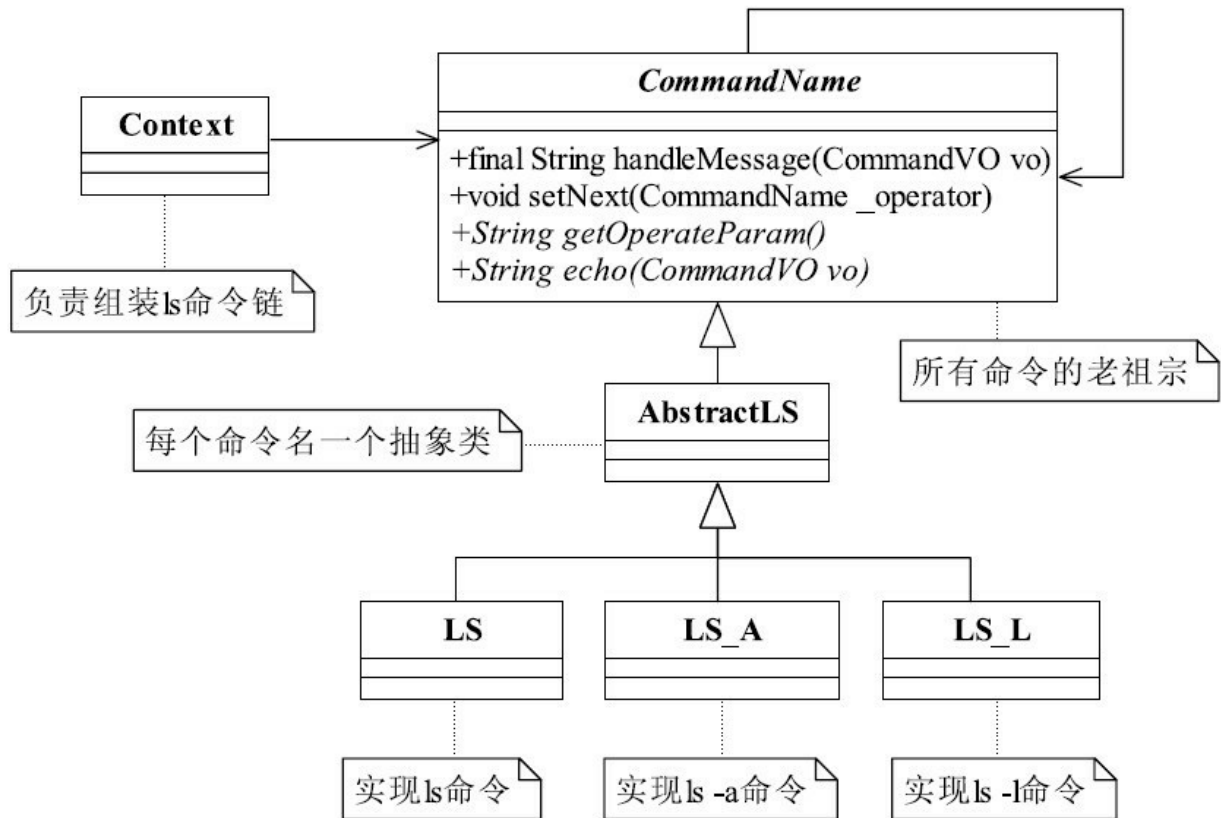 CommandName
Context
+final String handleMessage(CommandVO vo)
+void setNext(CommandName _operator)
+String getOperateParam()
+String echo(CommandVO vo)
负责组装ls命令链
所有命令的老祖宗
AbstractLS
每个命令名一个抽象类
LS
LS_A
LS_L
实现ls命令
实现ls -a命令
实现ls -l命令